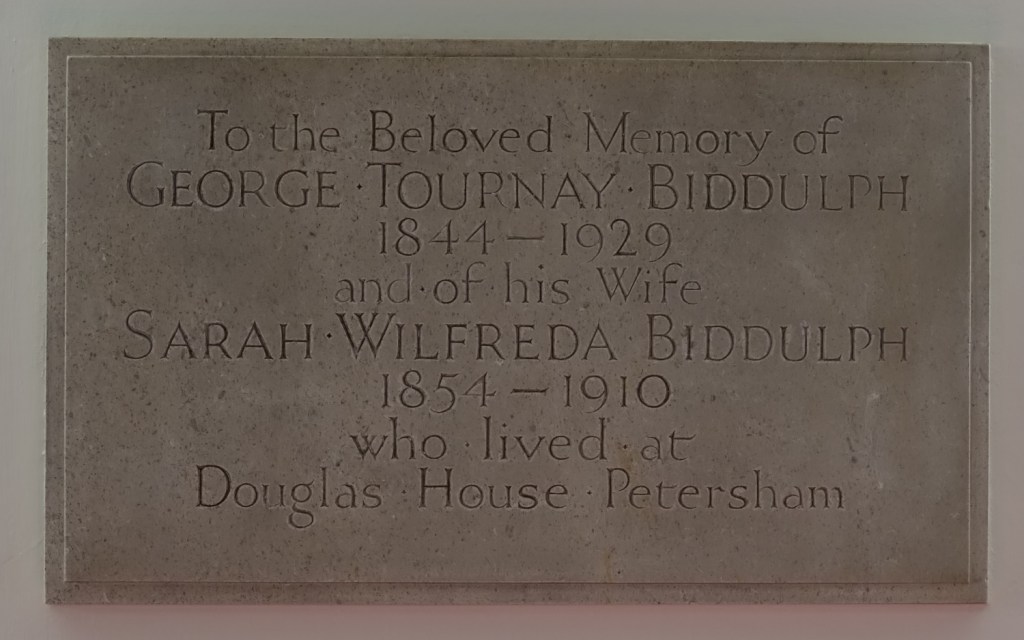 To the Beloved · Memory of
GEORGE · TOURNAY · BIDDULPH
1844 — 1929
and · of · his · Wife
SARAH · WILFREDA · BIDDULPH
1854 — 1910
who · lived · at
Douglas · House · Petersham